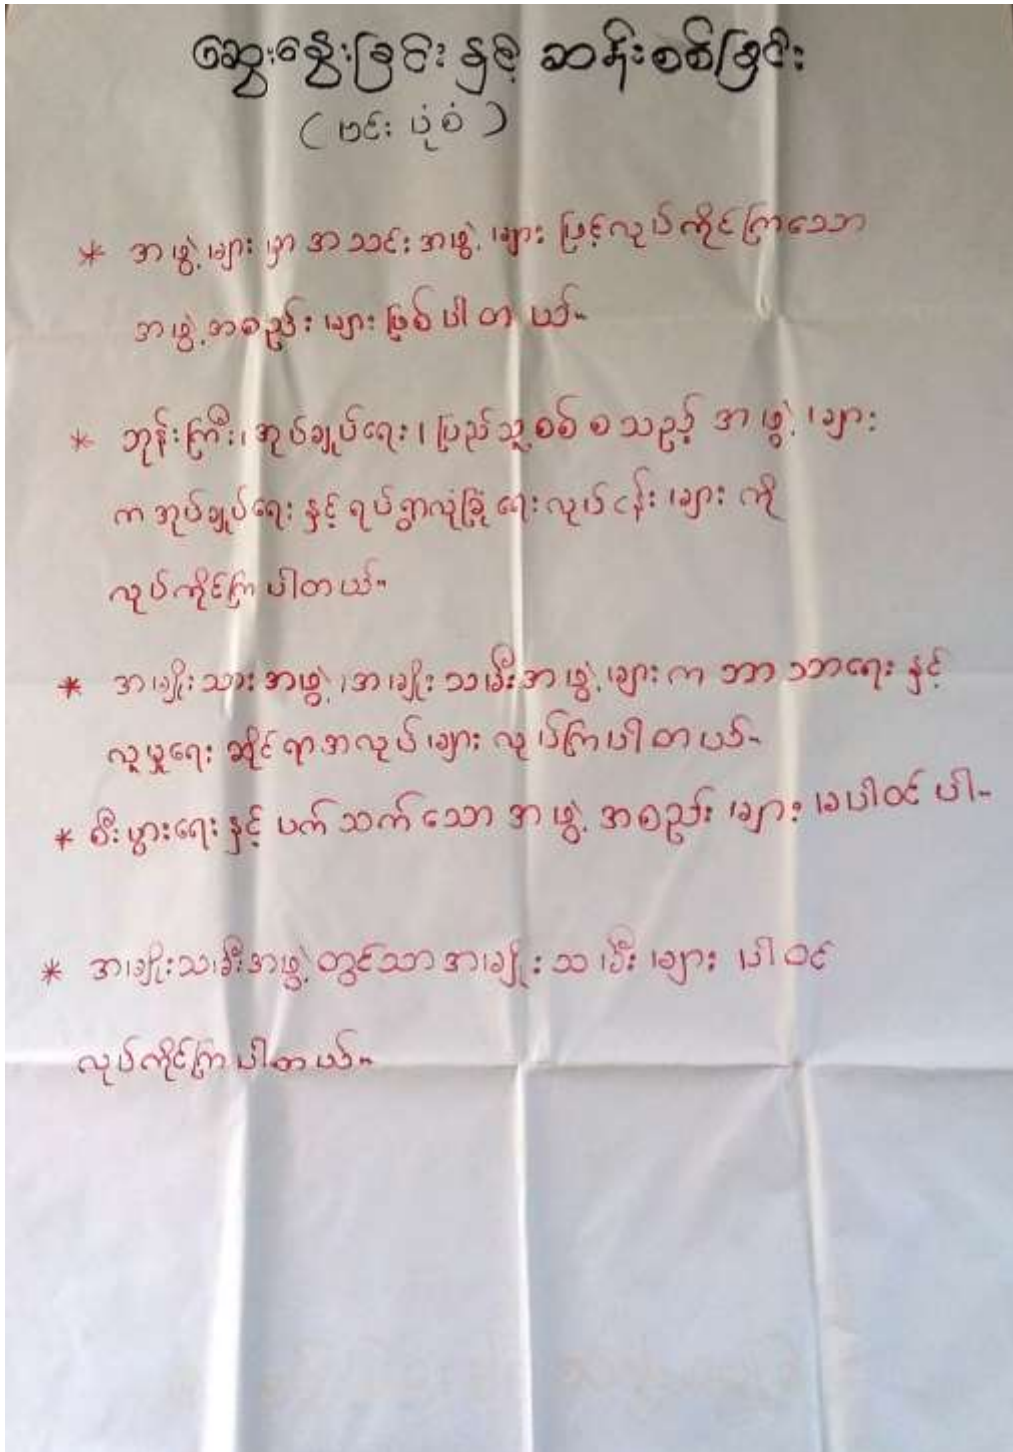 ဆွေးနွေးခြင်း နှင့် ဆန်းစစ်ခြင်း
( ဗင်း ပုံစံ )
* အဖွဲ့များမှာ အသင်းအဖွဲ့များ ဖြင့်လုပ်ကိုင်ကြသော
အဖွဲ့အစည်းများဖြစ်ပါတယ်။
* ဘုန်းကြီး၊ အုပ်ချုပ်ရေး၊ ပြည်သူ့စစ် စသည့် အဖွဲ့များ
က အုပ်ချုပ်ရေး နှင့် ရပ်ရွာလုံခြုံရေးလုပ်ငန်းများ ကို
လုပ်ကိုင်ကြပါတယ်။
* အမျိုးသားအဖွဲ့၊ အမျိုးသမီးအဖွဲ့များက ဘာသာရေး နှင့်
လူမှုရေး ဆိုင်ရာအလုပ်များ လုပ်ကြပါတယ်။
* စီးပွားရေးနှင့် ပက်သက်သော အဖွဲ့အစည်းများ မပါဝင်ပါ။
* အမျိုးသမီးအဖွဲ့တွင်သာအမျိုးသမီးများ ပါဝင်
လုပ်ကိုင်ကြပါတယ်။